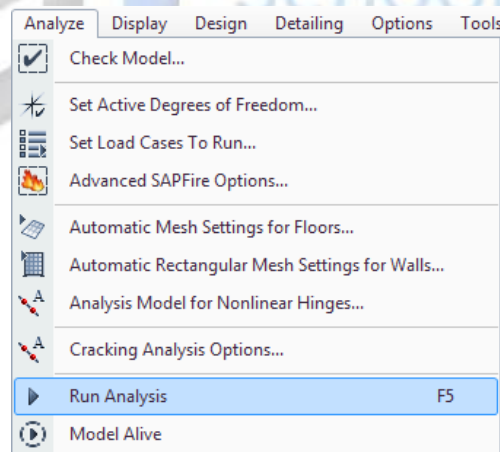 Analyze Display Design Detailing Options Tools
Check Model...
Set Active Degrees of Freedom...
Set Load Cases To Run...
Advanced SAPFire Options...
Automatic Mesh Settings for Floors...
Automatic Rectangular Mesh Settings for Walls...
Analysis Model for Nonlinear Hinges...
Cracking Analysis Options...
Run Analysis F5
Model Alive